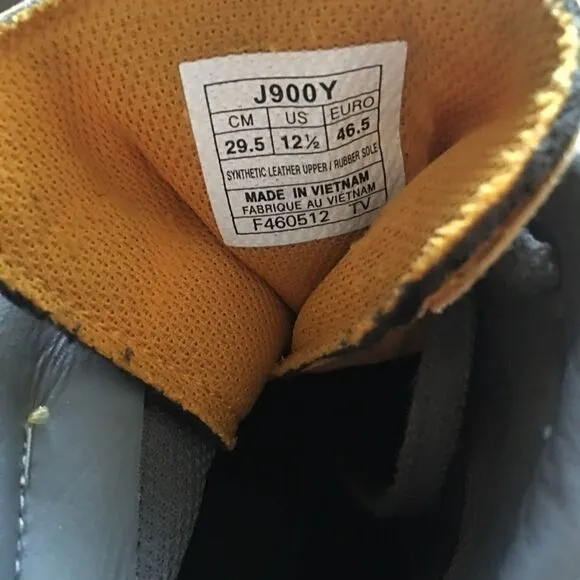 J900Y
CM US EURO
29.5 12½ 46.5
SYNTHETIC LEATHER UPPER / RUBBER SOLE
MADE IN VIETNAM
FABRIQUE AU VIETNAM
F460512 TV